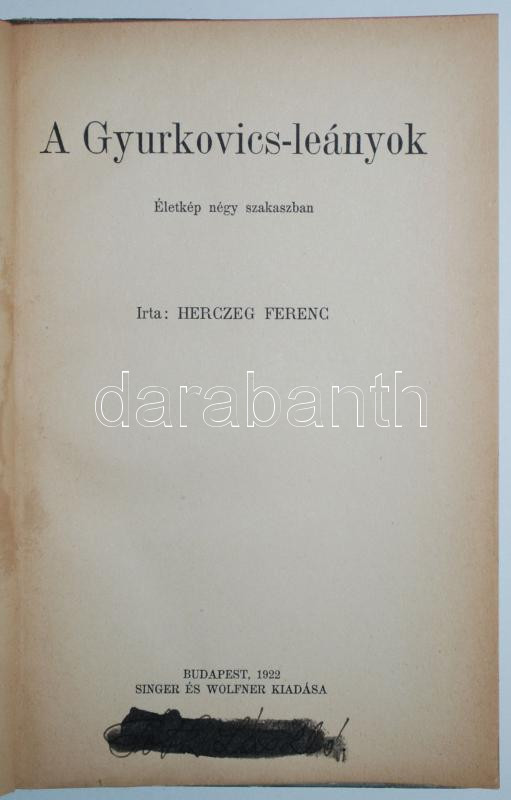 A Gyurkovics-leányok
Életkép négy szakaszban
Irta: HERCZEG FERENC
darabanth
BUDAPEST, 1922
SINGER ÉS WOLFNER KIADÁSA